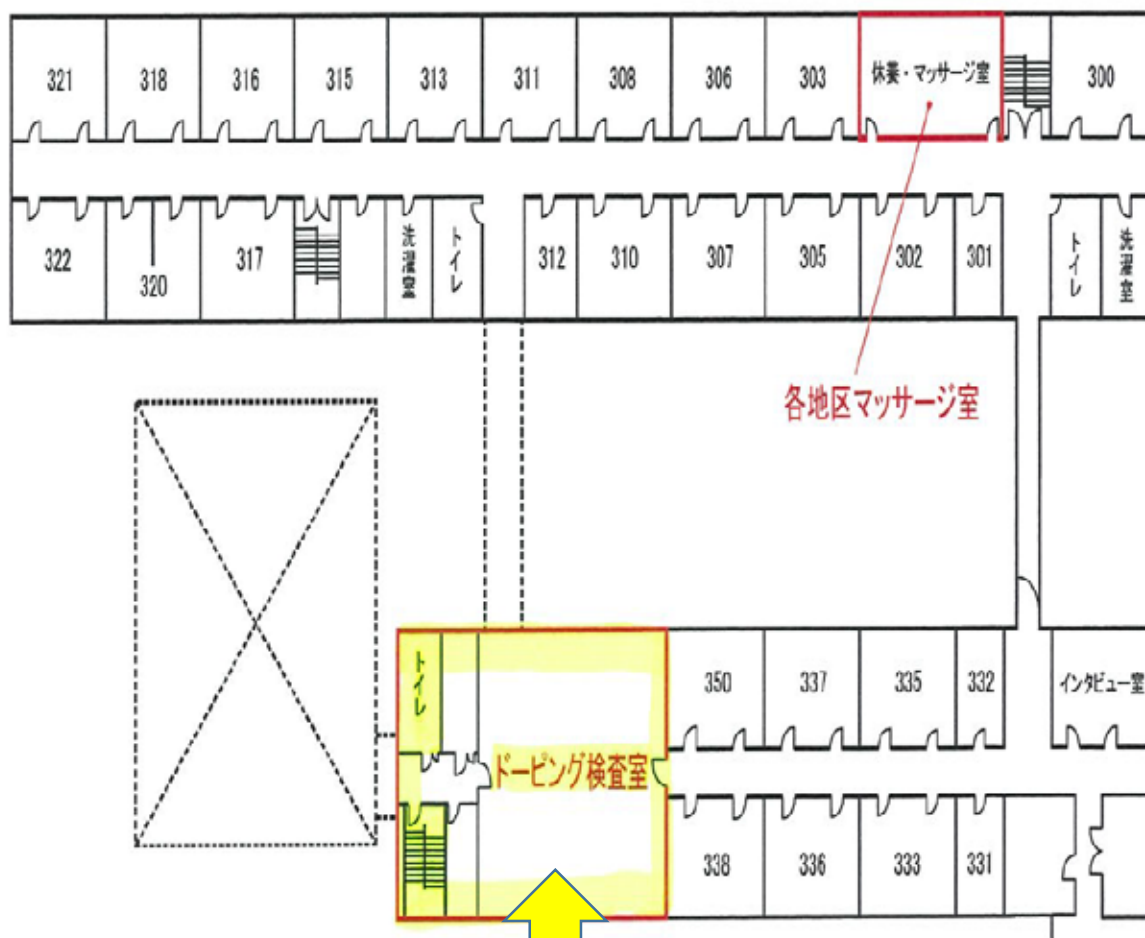 321 318 316 315 313 311 308 306 303 休養・マッサージ室 300
322 320 317 洗濯室 トイレ 312 310 307 305 302 301 トイレ 洗濯室
各地区マッサージ室
トイレ 350 337 335 332 インタビュー室
ドーピング検査室
338 336 333 331